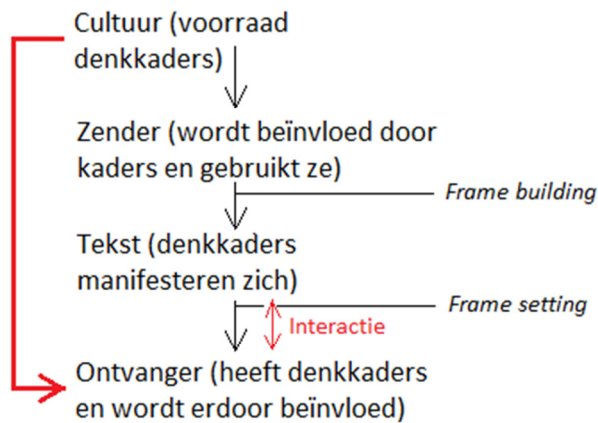 Cultuur (voorraad
denkkaders)
Zender (wordt beïnvloed door
kaders en gebruikt ze)
Frame building
Tekst (denkkaders
manifesteren zich)
Frame setting
Interactie
Ontvanger (heeft denkkaders
en wordt erdoor beïnvloed)